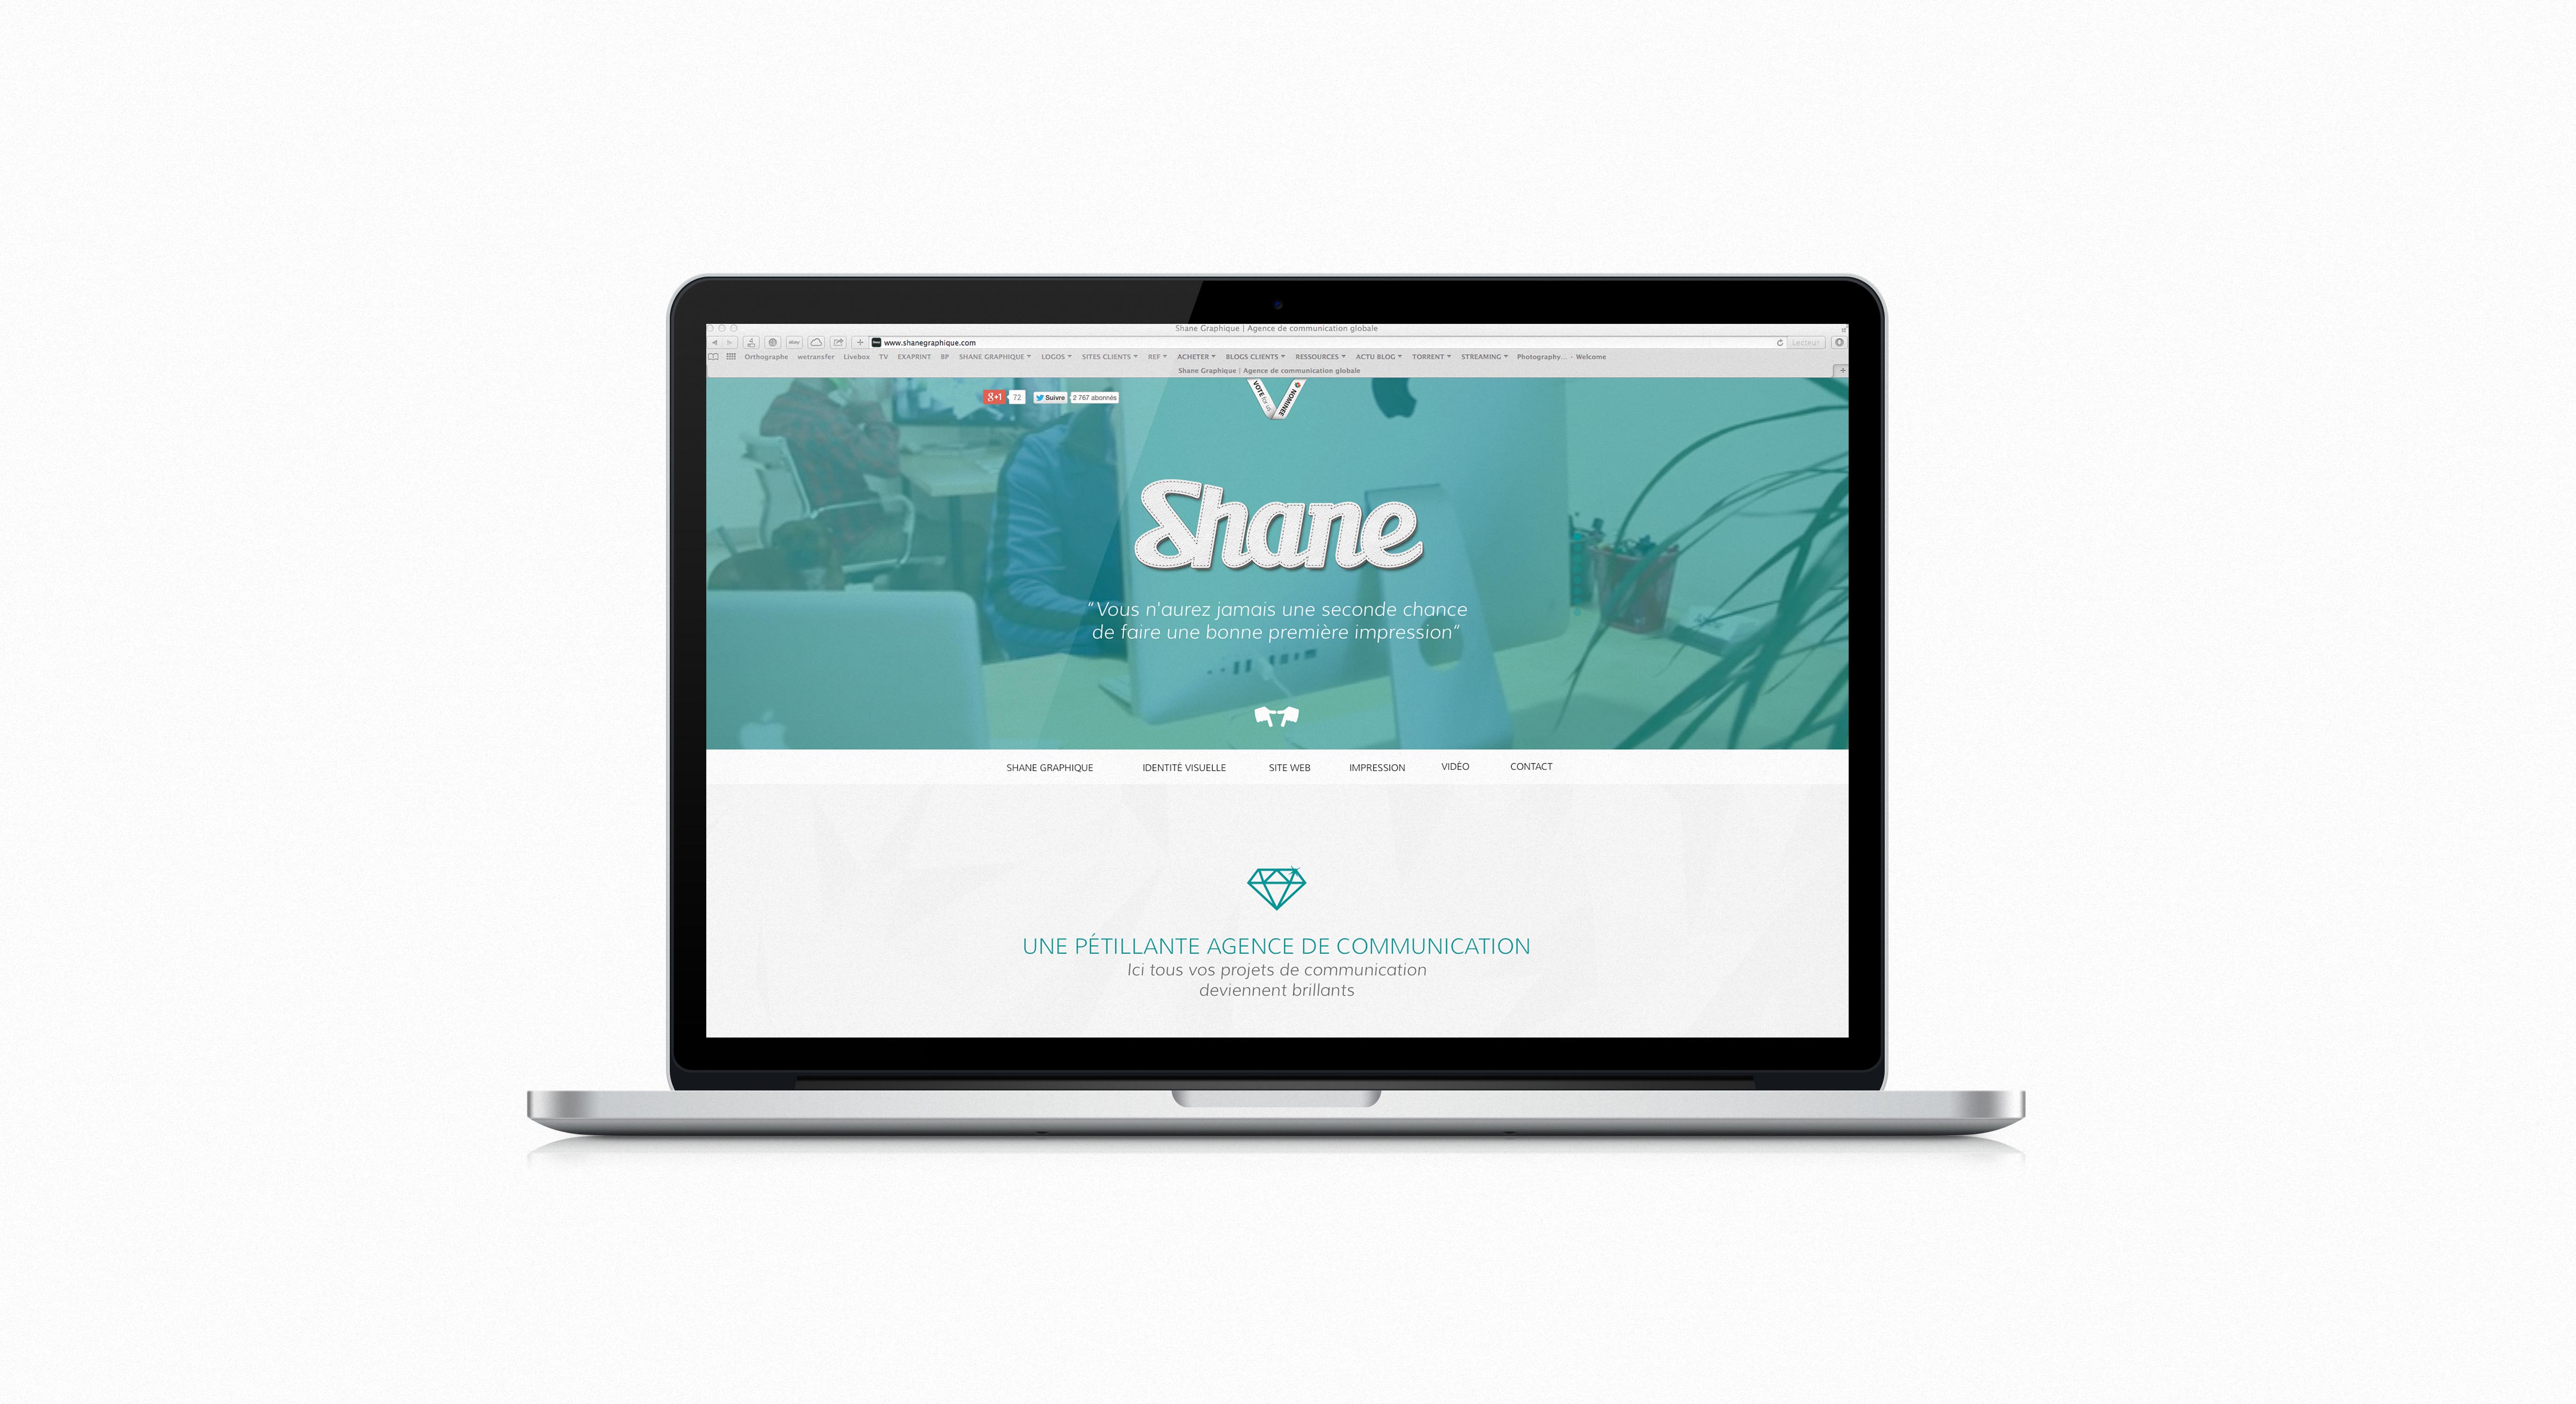 Shane Graphique | Agence de communication globale
www.shanegraphique.com
Lecteur
Orthographe wetransfer Livebox TV EXAPRINT BP SHANE GRAPHIQUE LOGOS SITES CLIENTS REF ACHETER BLOGS CLIENTS RESSOURCES ACTU BLOG TORRENT STREAMING Photography... - Welcome
Shane Graphique | Agence de communication globale
g+1 72 Suivre 2 767 abonnés
VOTE for us NOMINEE
Shane
“Vous n'aurez jamais une seconde chance
de faire une bonne première impression“
SHANE GRAPHIQUE IDENTITÉ VISUELLE SITE WEB IMPRESSION VIDÉO CONTACT
UNE PÉTILLANTE AGENCE DE COMMUNICATION
Ici tous vos projets de communication
deviennent brillants